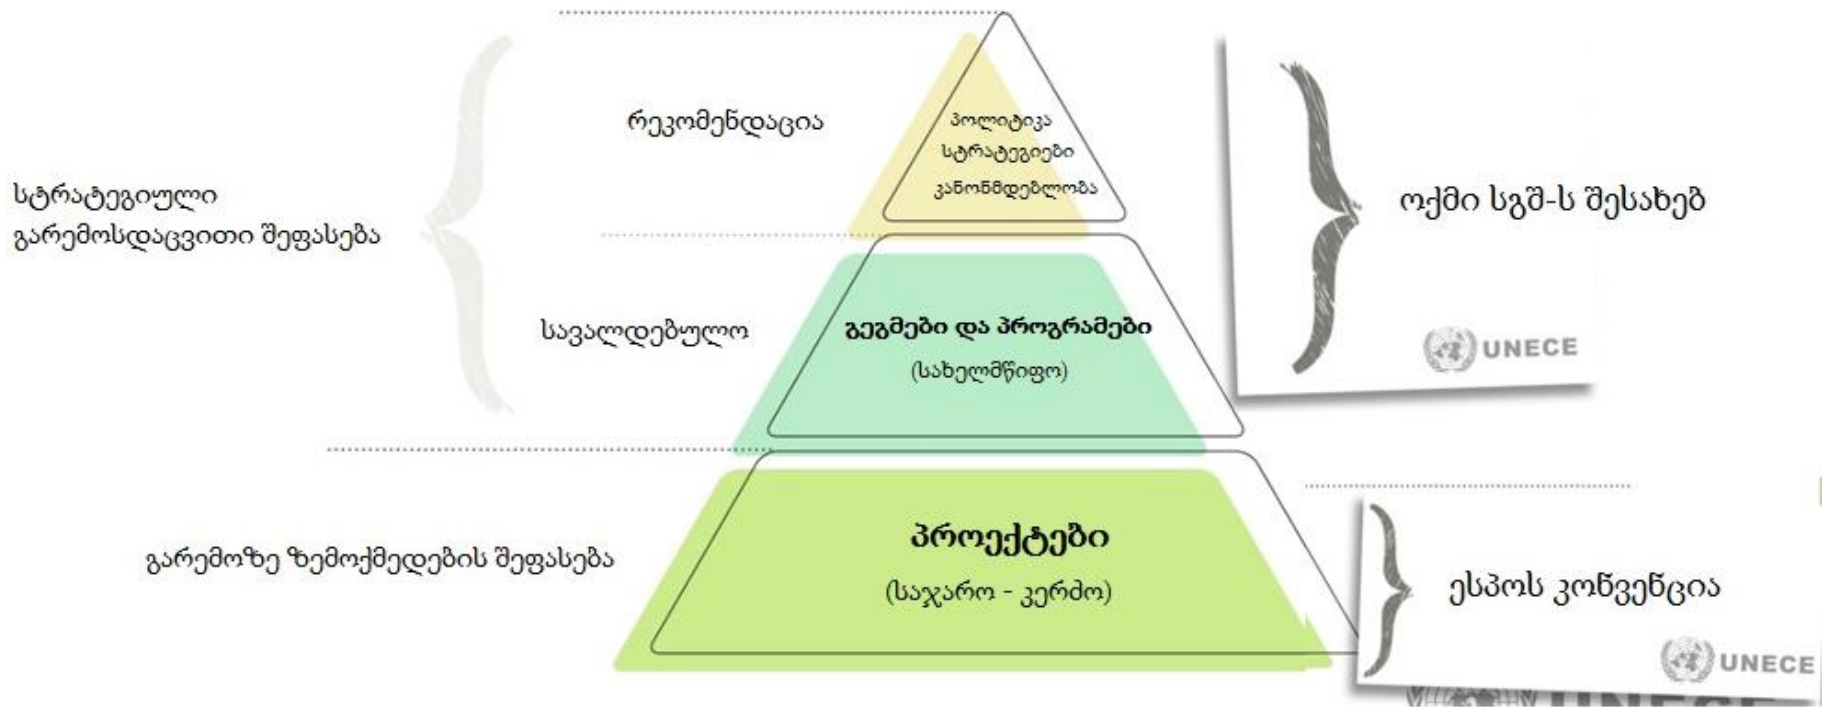 რეკომენდაცია
პოლიტიკა
სტრატეგიები
კანონმდებლობა
სტრატეგიული
გარემოსდაცვითი შეფასება
ოქმი სგშ-ს შესახებ
სავალდებულო
გეგმები და პროგრამები
(სახელმწიფო)
UNECE
გარემოზე ზემოქმედების შეფასება
პროექტები
(საჯარო - კერძო)
ესპოს კონვენცია
UNECE
UNECE